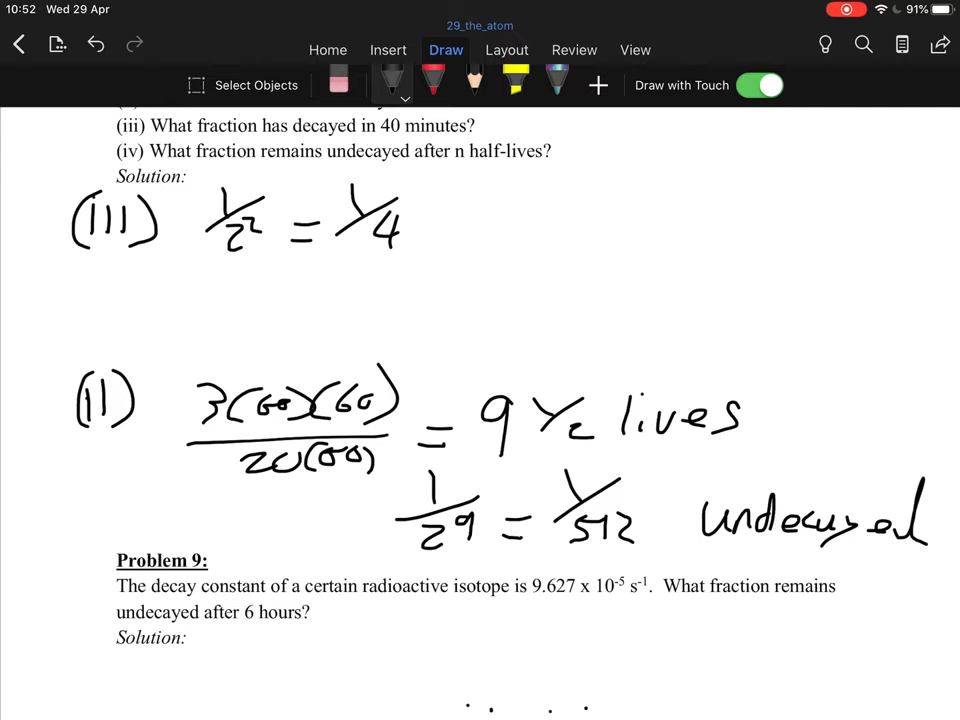 10:52 Wed 29 Apr 91%
29_the_atom
Home Insert Draw Layout Review View
Select Objects Draw with Touch
(iii) What fraction has decayed in 40 minutes?
(iv) What fraction remains undecayed after n half-lives?
Solution:
(iii) 1/2² = 1/4
(ii) 3(60)(60)/20(60) = 9 1/2 lives
1/2⁹ = 1/512 undecayed
Problem 9:
The decay constant of a certain radioactive isotope is 9.627 x 10⁻⁵ s⁻¹. What fraction remains
undecayed after 6 hours?
Solution: